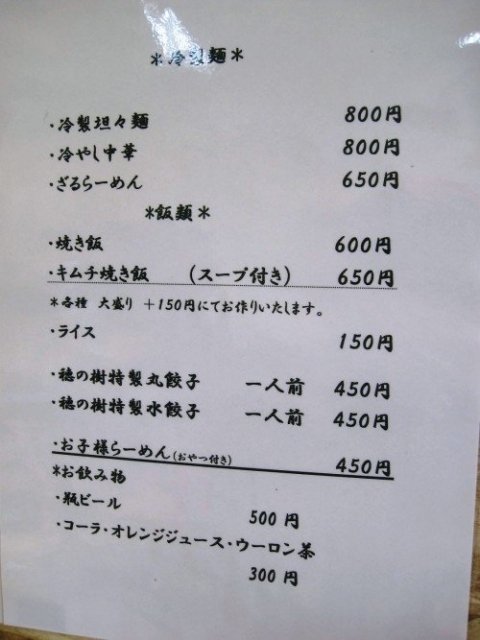 ＊冷製麺＊
・冷製坦々麺 800円
・冷やし中華 800円
・ざるらーめん 650円
＊飯類＊
・焼き飯 600円
・キムチ焼き飯 （スープ付き） 650円
＊各種 大盛り ＋150円にてお作りいたします。
・ライス 150円
・穂の樹特製丸餃子 一人前 450円
・穂の樹特製水餃子 一人前 450円
・お子様らーめん（おやつ付き） 450円
＊お飲み物
・瓶ビール
500円
・コーラ・オレンジジュース・ウーロン茶
300円